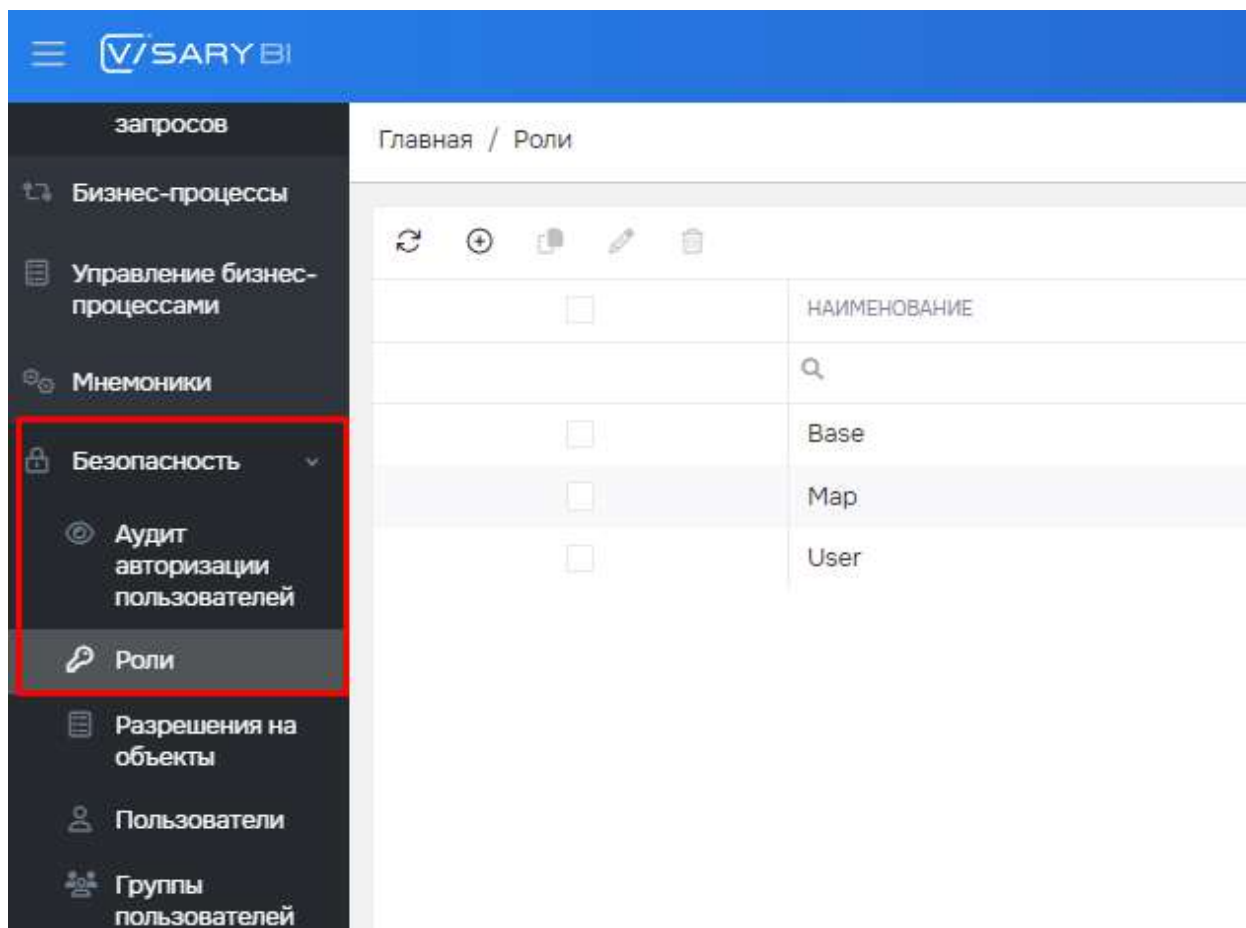 VISARY BI
запросов
Бизнес-процессы
Управление бизнес-
процессами
Мнемоники
Безопасность
Аудит
авторизации
пользователей
Роли
Разрешения на
объекты
Пользователи
Группы
пользователей
Главная / Роли
НАИМЕНОВАНИЕ
Base
Map
User